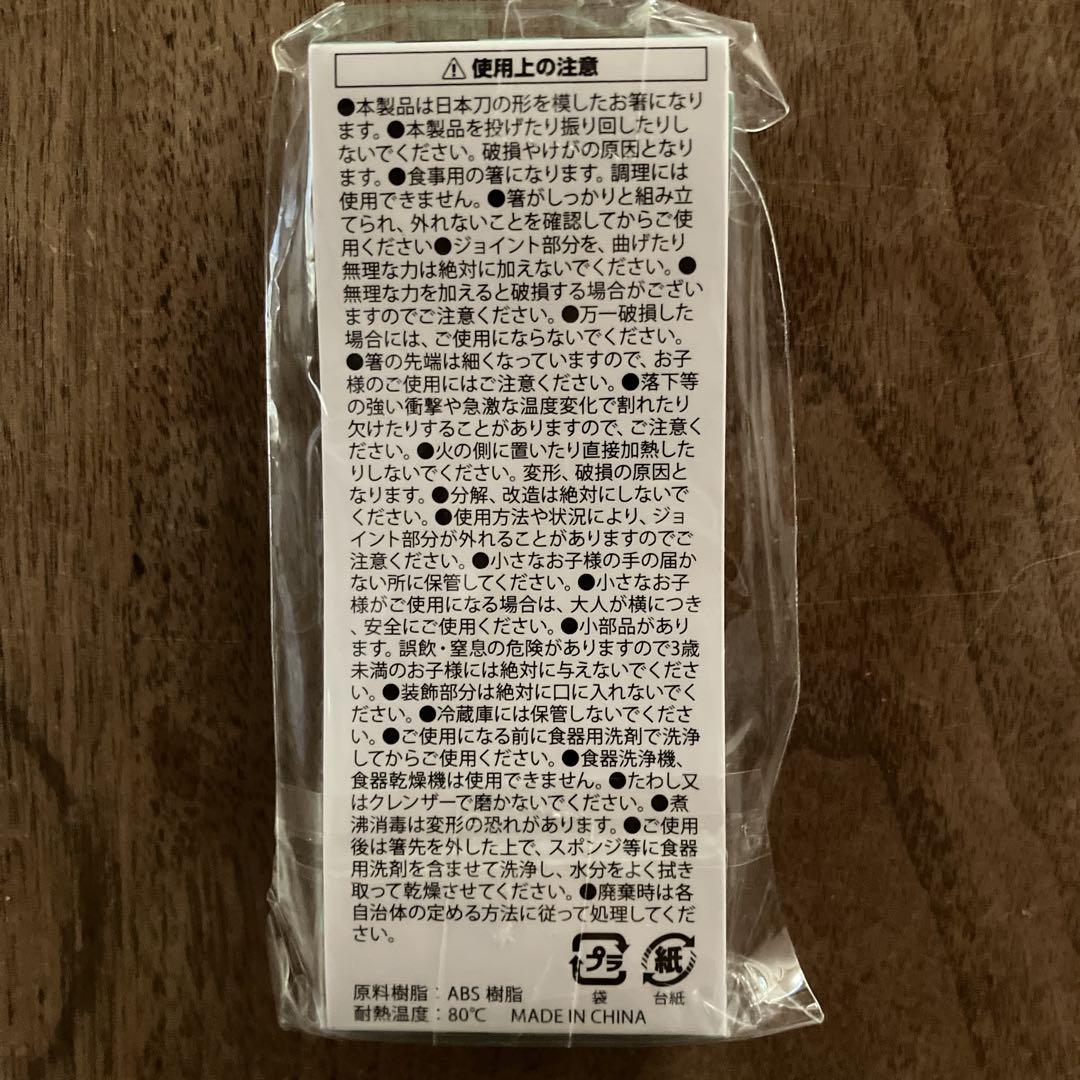 ⚠ 使用上の注意
●本製品は日本刀の形を模したお箸になり
ます。●本製品を投げたり振り回したりし
ないでください。破損やけがの原因となり
ます。●食事用の箸になります。調理には
使用できません。●箸がしっかりと組み立
てられ、外れないことを確認してからご使
用ください●ジョイント部分を、曲げたり
無理な力は絶対に加えないでください。●
無理な力を加えると破損する場合がござい
ますのでご注意ください。●万一破損した
場合には、ご使用にならないでください。
●箸の先端は細くなっていますので、お子
様のご使用にはご注意ください。●落下等
の強い衝撃や急激な温度変化で割れたり
欠けたりすることがありますので、ご注意く
ださい。●火の側に置いたり直接加熱した
りしないでください。変形、破損の原因と
なります。●分解、改造は絶対にしないで
ください。●使用方法や状況により、ジョ
イント部分が外れることがありますのでご
注意ください。●小さなお子様の手の届か
ない所に保管してください。●小さなお子
様がご使用になる場合は、大人が横につき
、安全にご使用ください。●小部品があり
ます。誤飲・窒息の危険がありますので3歳
未満のお子様には絶対に与えないでくださ
い。●装飾部分は絶対に口に入れないでく
ださい。●冷蔵庫には保管しないでくださ
い。●ご使用になる前に食器用洗剤で洗浄
してからご使用ください。●食器洗浄機、
食器乾燥機は使用できません。●たわし又
はクレンザーで磨かないでください。●煮
沸消毒は変形の恐れがあります。●ご使用
後は箸先を外した上で、スポンジ等に食器
用洗剤を含ませて洗浄し、水分をよく拭き
取って乾燥させてください。●廃棄時は各
自治体の定める方法に従って処理してくだ
さい。
プラ 紙
袋 台紙
原料樹脂：ABS 樹脂
耐熱温度：80℃ MADE IN CHINA